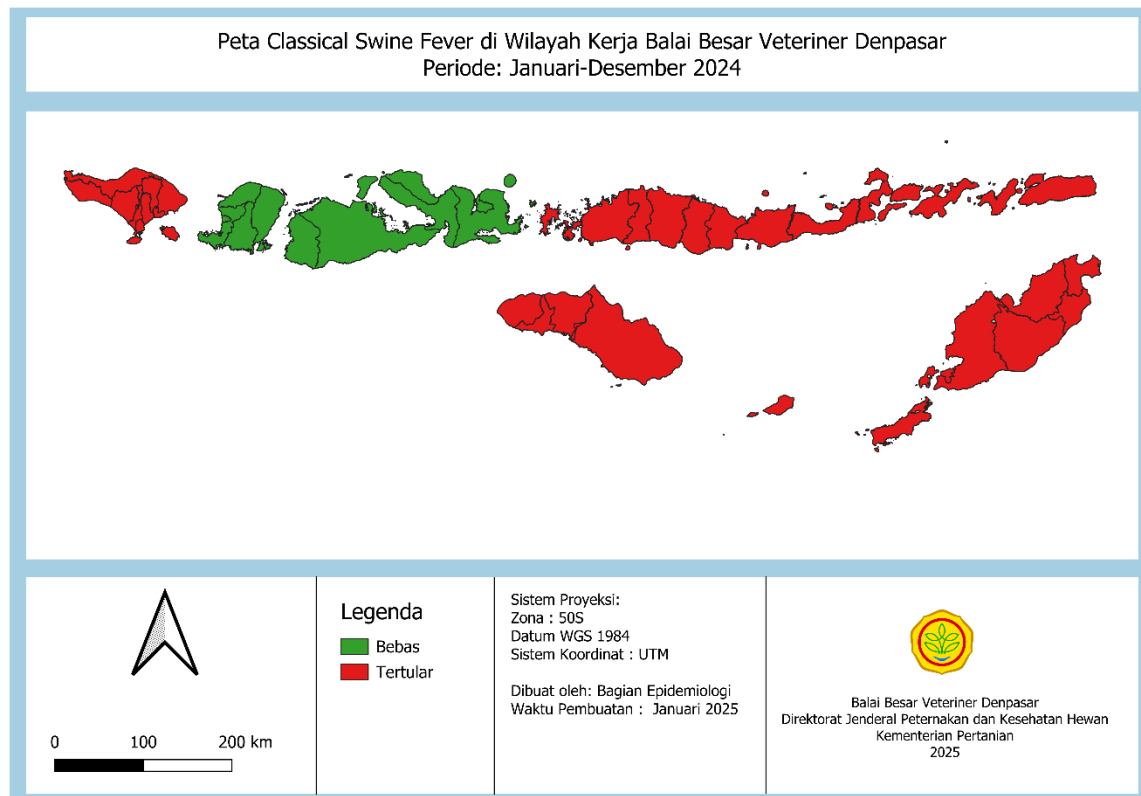 Peta Classical Swine Fever di Wilayah Kerja Balai Besar Veteriner Denpasar
Periode: Januari-Desember 2024
0 100 200 km
Legenda
Bebas
Tertular
Sistem Proyeksi:
Zona : 50S
Datum WGS 1984
Sistem Koordinat : UTM
Dibuat oleh: Bagian Epidemiologi
Waktu Pembuatan : Januari 2025
Balai Besar Veteriner Denpasar
Direktorat Jenderal Peternakan dan Kesehatan Hewan
Kementerian Pertanian
2025